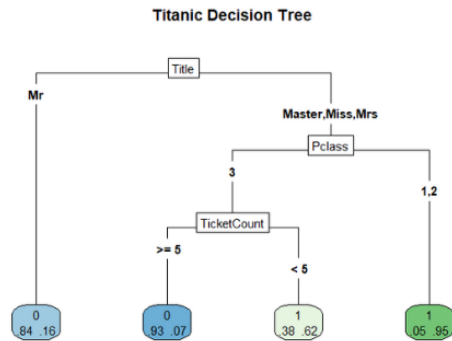 Titanic Decision Tree
Title
Mr
Master,Miss,Mrs
Pclass
3
1,2
TicketCount
>= 5
< 5
0
.84 .16
0
.93 .07
1
.38 .62
1
.05 .95